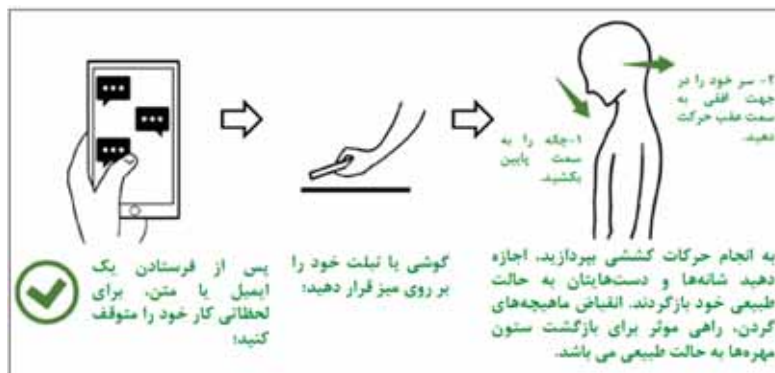 ۲- سر خود را در
جهت افقی به
سمت عقب حرکت
دهید.
۱-چانه را به
سمت پایین
بکشید.
پس از فرستادن یک
ایمیل یا متن، برای
لحظاتی کار خود را متوقف
کنید؛
گوشی یا تبلت خود را
بر روی میز قرار دهید؛
به انجام حرکات کششی بپردازید، اجازه
دهید شانه‌ها و دست‌هایتان به حالت
طبیعی خود بازگردند. انقباض ماهیچه‌های
گردن، راهی موثر برای بازگشت ستون
مهره‌ها به حالت طبیعی می باشد.